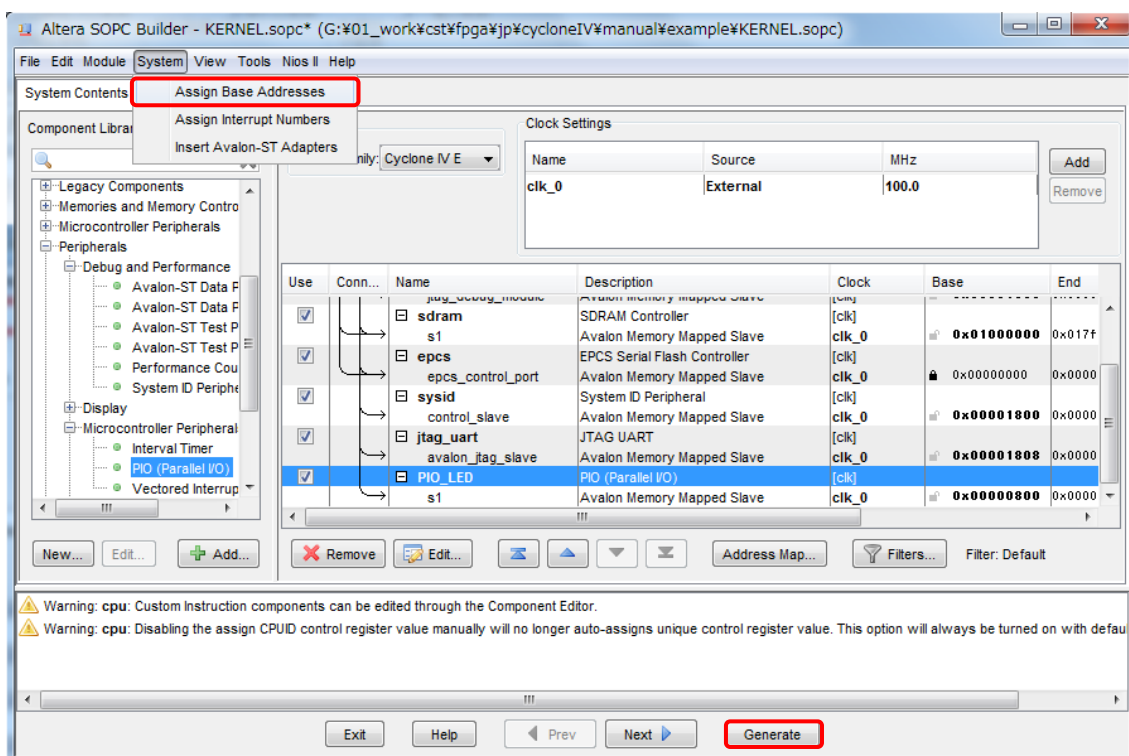 Altera SOPC Builder - KERNEL.sopc* (G:¥01_work¥cst¥fpga¥jp¥cycloneIV¥manual¥example¥KERNEL.sopc)
File Edit Module System View Tools Nios II Help
System Contents
Assign Base Addresses
Assign Interrupt Numbers
Insert Avalon-ST Adapters
Component Librar
Cyclone IV E
Clock Settings
Name Source MHz
clk_0 External 100.0
Add
Remove
Legacy Components
Memories and Memory Contro
Microcontroller Peripherals
Peripherals
Debug and Performance
Avalon-ST Data P
Avalon-ST Data P
Avalon-ST Test P
Avalon-ST Test P
Performance Cou
System ID Periphe
Display
Microcontroller Peripheral
Interval Timer
PIO (Parallel I/O)
Vectored Interrup
New... Edit... Add...
Use Conn... Name Description Clock Base End
jtag_debug_module Avalon Memory Mapped Slave [clk]
sdram SDRAM Controller [clk]
s1 Avalon Memory Mapped Slave clk_0 0x01000000 0x017f
epcs EPCS Serial Flash Controller [clk]
epcs_control_port Avalon Memory Mapped Slave clk_0 0x00000000 0x0000
sysid System ID Peripheral [clk]
control_slave Avalon Memory Mapped Slave clk_0 0x00001800 0x0000
jtag_uart JTAG UART [clk]
avalon_jtag_slave Avalon Memory Mapped Slave clk_0 0x00001808 0x0000
PIO_LED PIO (Parallel I/O) [clk]
s1 Avalon Memory Mapped Slave clk_0 0x00000800 0x0000
Remove Edit... Address Map... Filters... Filter: Default
Warning: cpu: Custom Instruction components can be edited through the Component Editor.
Warning: cpu: Disabling the assign CPUID control register value manually will no longer auto-assigns unique control register value. This option will always be turned on with defau
Exit Help Prev Next Generate